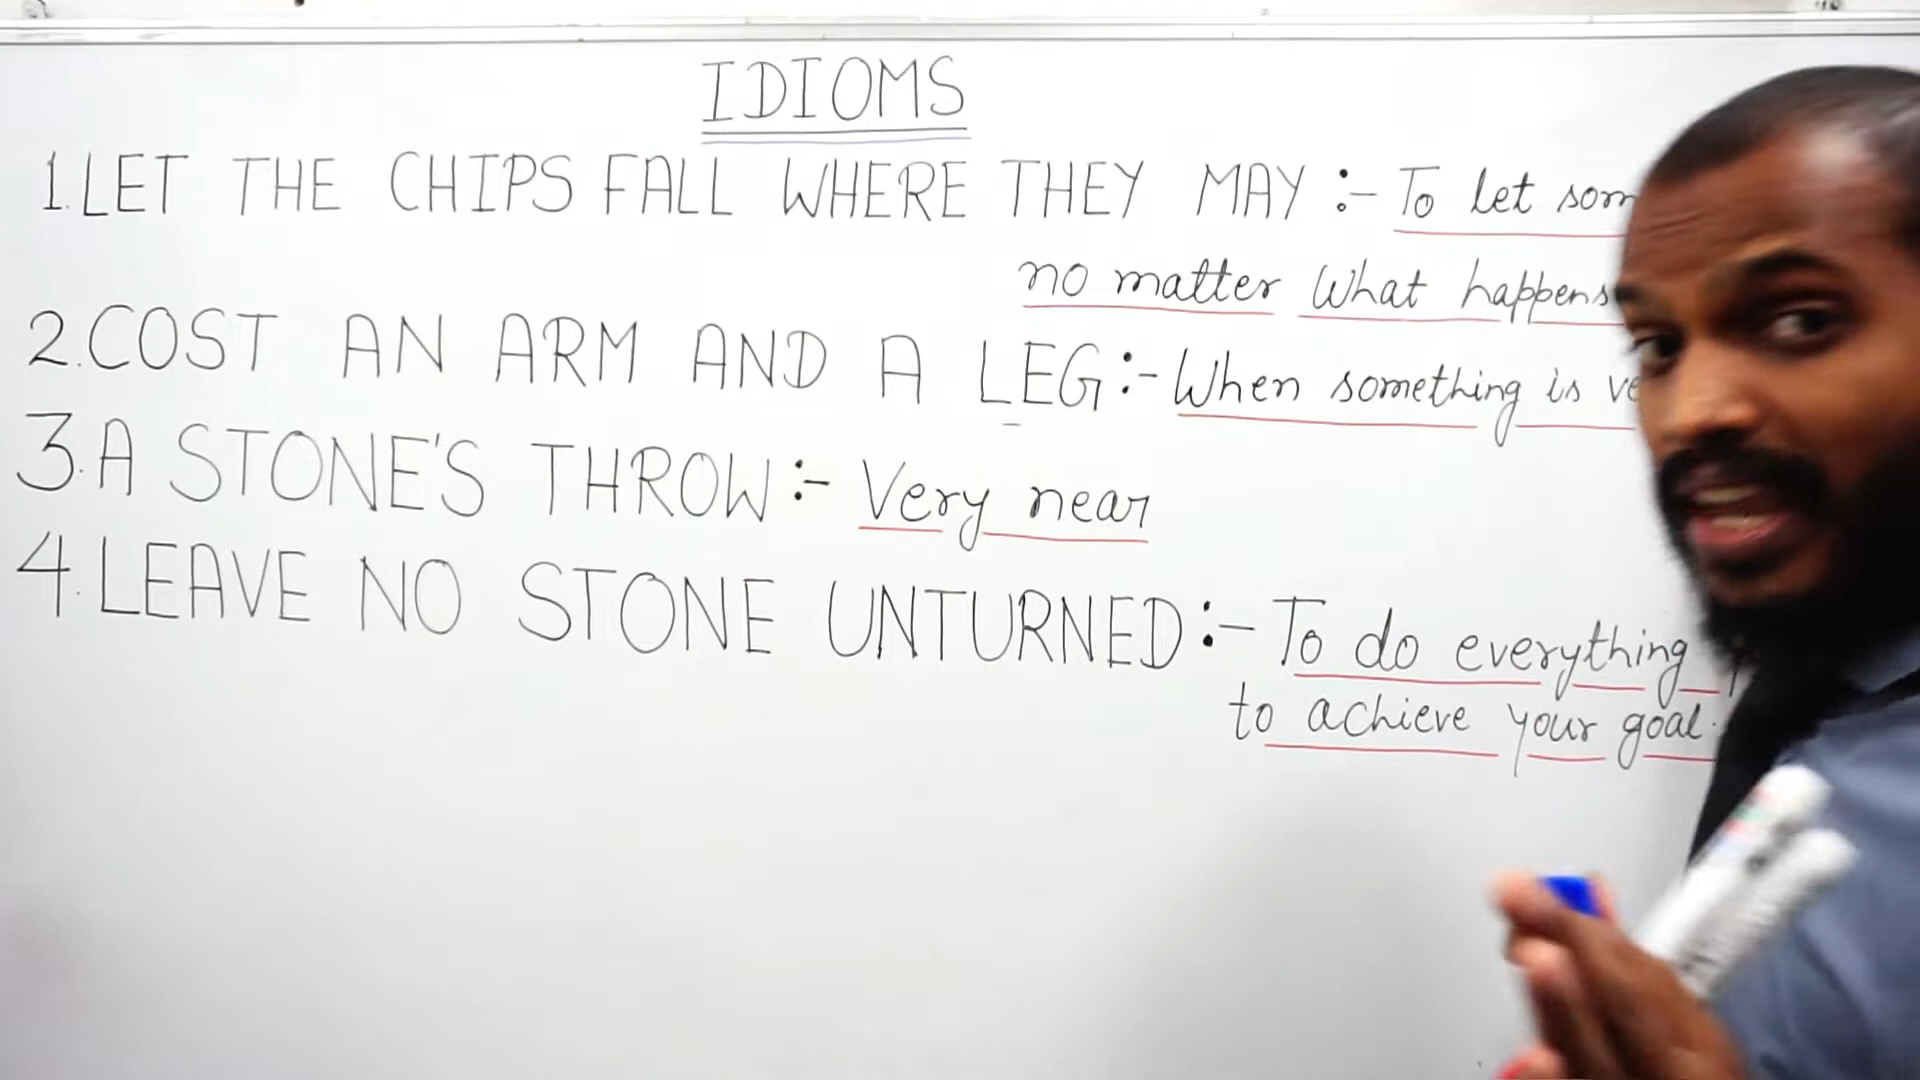 IDIOMS
1. LET THE CHIPS FALL WHERE THEY MAY :- To let
no matter What happens
2. COST AN ARM AND A LEG :- When something is
3. A STONE'S THROW :- Very near
4. LEAVE NO STONE UNTURNED :- To do everything
to achieve your goal.